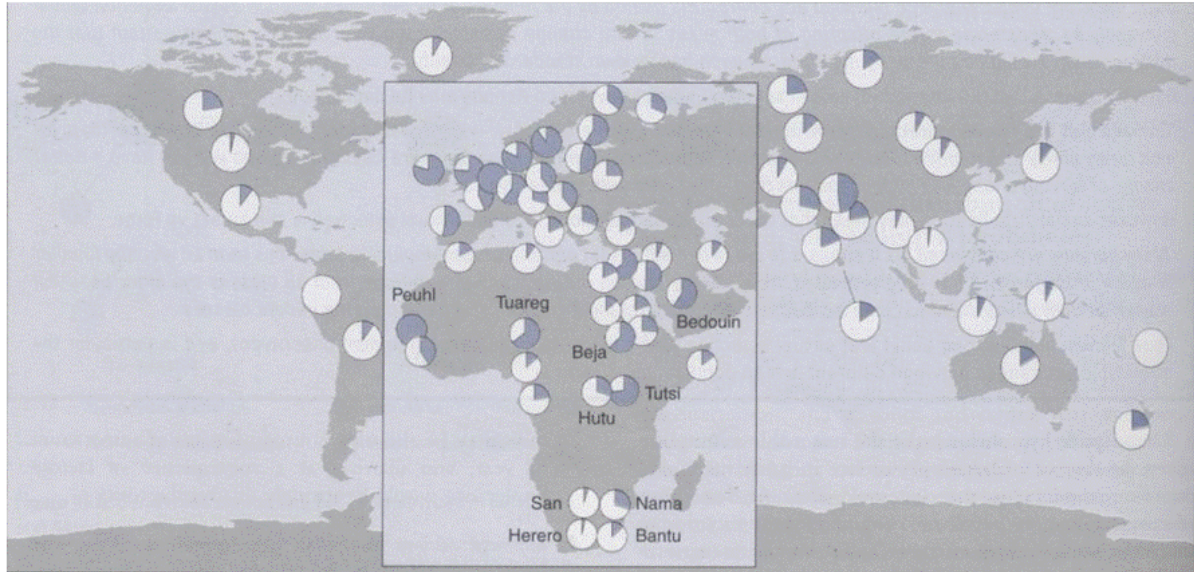 Peuhl
Tuareg
Bedouin
Beja
Tutsi
Hutu
San
Nama
Herero
Bantu